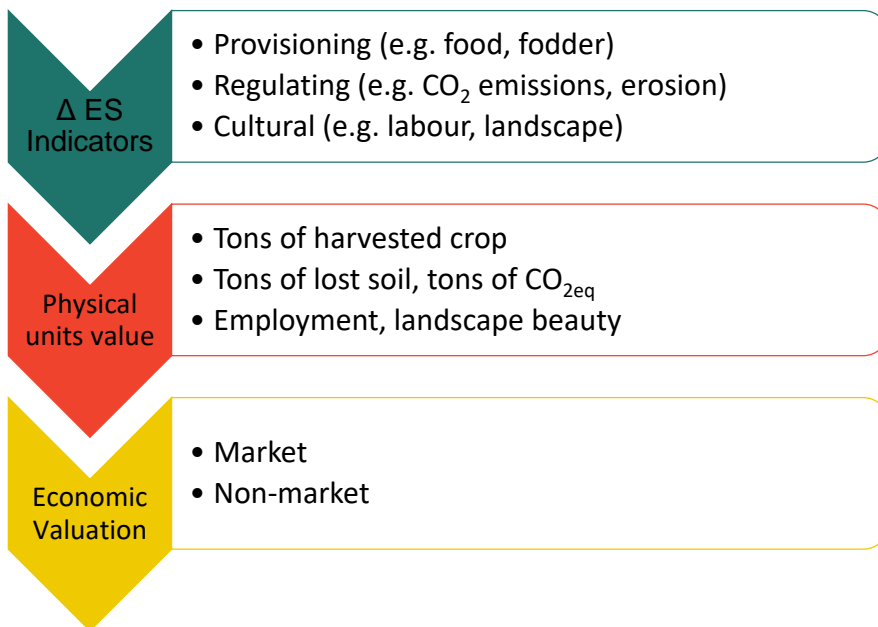 Δ ES
Indicators
• Provisioning (e.g. food, fodder)
• Regulating (e.g. CO₂ emissions, erosion)
• Cultural (e.g. labour, landscape)
Physical
units value
• Tons of harvested crop
• Tons of lost soil, tons of CO₂eq
• Employment, landscape beauty
Economic
Valuation
• Market
• Non-market